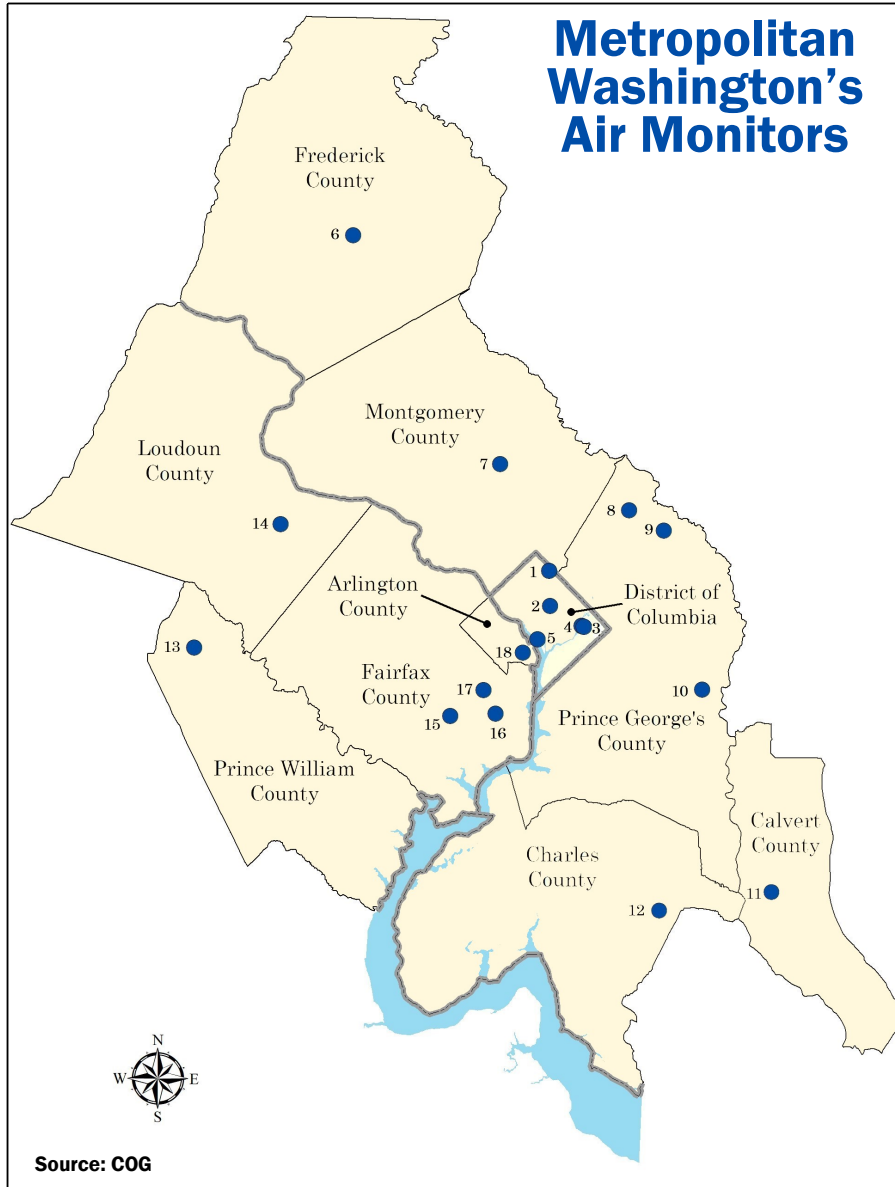 Metropolitan
Washington's
Air Monitors
Frederick
County
6
Montgomery
County
7
Loudoun
County
14
8
9
1
Arlington
County
2
District of
Columbia
4
3
5
18
13
Fairfax
County
17
15
16
10
Prince George's
County
Prince William
County
Calvert
County
11
Charles
County
12
N
W
E
S
Source: COG